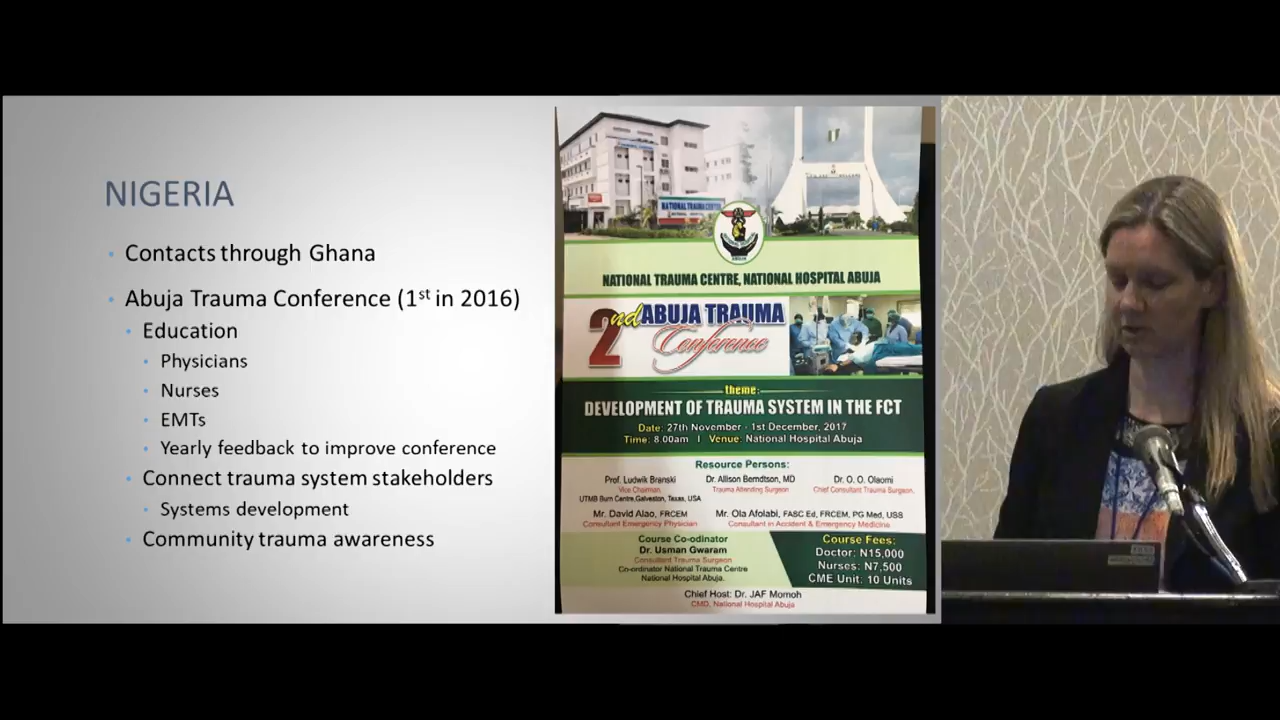 NIGERIA
Contacts through Ghana
Abuja Trauma Conference (1st in 2016)
Education
Physicians
Nurses
EMTs
Yearly feedback to improve conference
Connect trauma system stakeholders
Systems development
Community trauma awareness
NATIONAL TRAUMA CENTRE
NATIONAL TRAUMA CENTRE, NATIONAL HOSPITAL ABUJA
2nd ABUJA TRAUMA
Conference
theme:
DEVELOPMENT OF TRAUMA SYSTEM IN THE FCT
Date: 27th November - 1st December, 2017
Time: 8.00am I Venue: National Hospital Abuja
Resource Persons:
Prof. Ludwik Branski
Vice Chairman,
UTMB Burn Centre, Galveston, Texas, USA
Dr. Allison Berndtson, MD
Trauma Attending Surgeon
Dr. O. O. Olaomi
Chief Consultant Trauma Surgeon,
Mr. David Alao, FRCEM
Consultant Emergency Physician
Mr. Ola Afolabi, FASC Ed, FRCEM, PG Med, USS
Consultant in Accident & Emergency Medicine
Course Co-odinator
Dr. Usman Gwaram
Consultant Trauma Surgeon
Co-ordinator National Trauma Centre
National Hospital Abuja.
Course Fees:
Doctor: N15,000
Nurses: N7,500
CME Unit: 10 Units
Chief Host: Dr. JAF Momoh
CMD, National Hospital Abuja